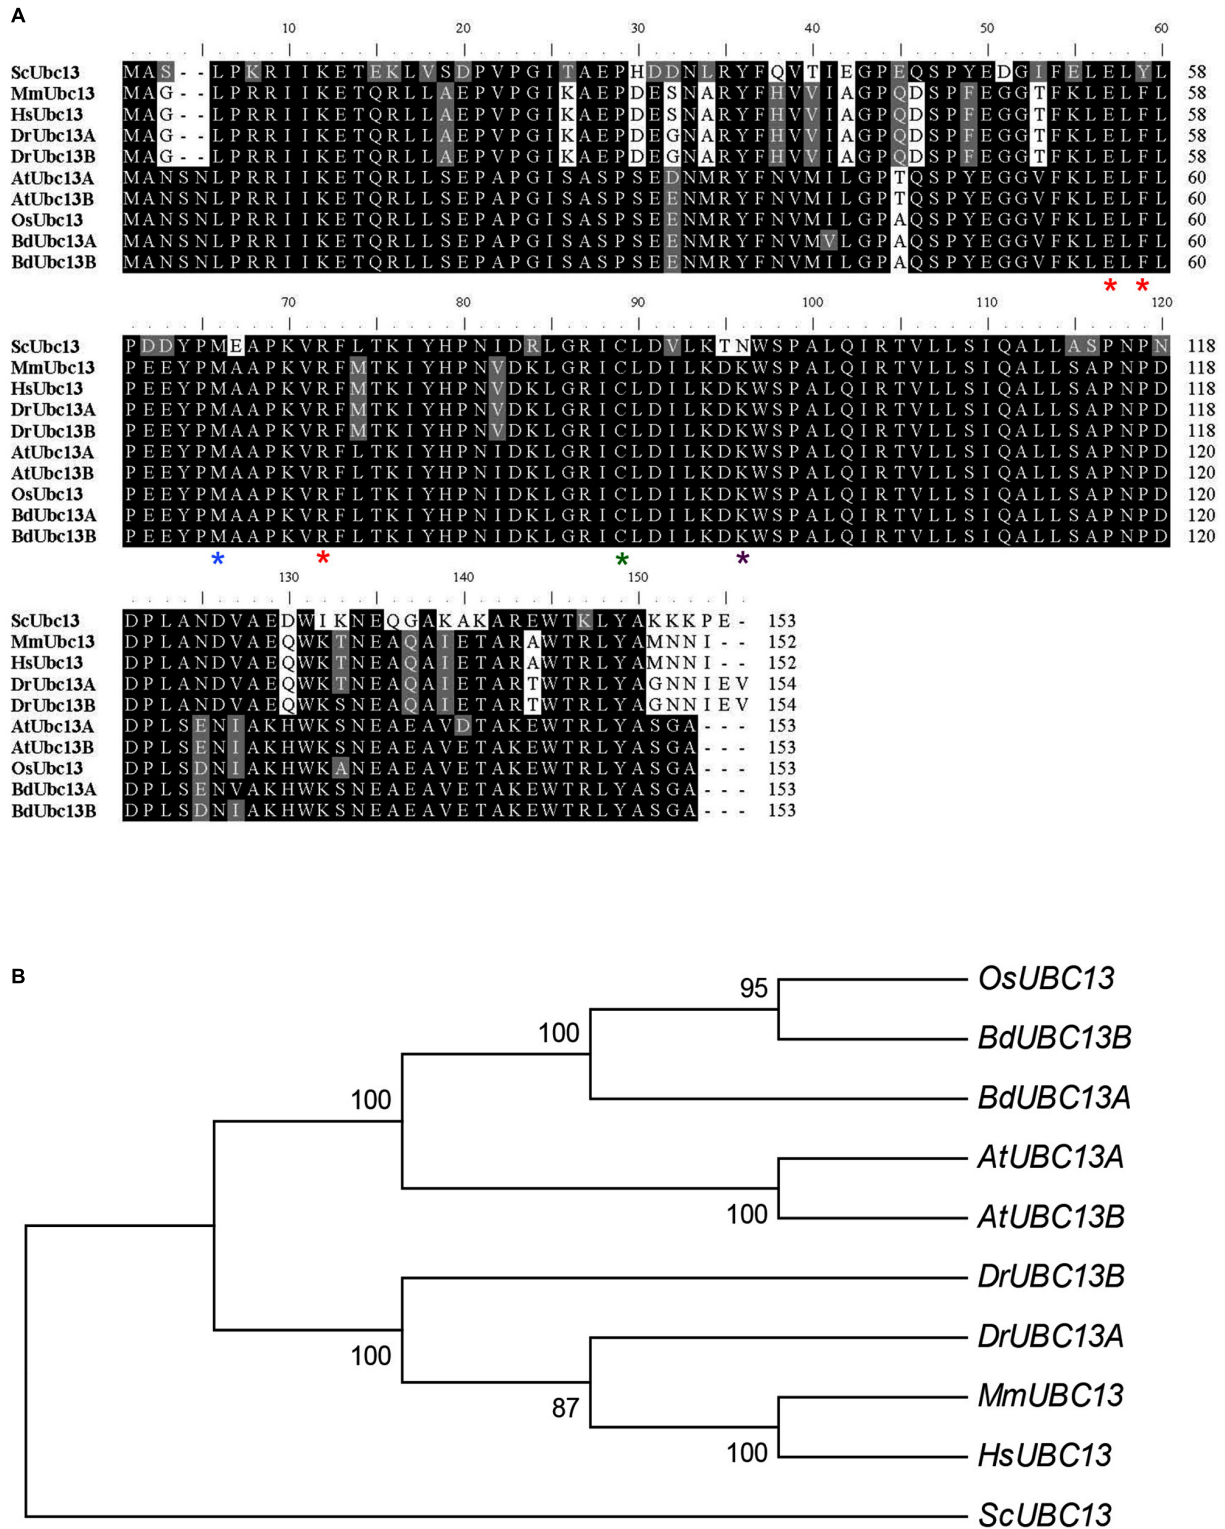 A
10 20 30 40 50 60
ScUbc13 MAS--LPKRIIKETEKLVSDPVPGITAEPHDDNLRYFQVTIEGPEQSPYEDGIFELELYL 58
MmUbc13 MAG--LPRRIIKETQRLLAEPVPGIKAEPDESNARYFHVVIAGPQDSPFEGGTFKLELFL 58
HsUbc13 MAG--LPRRIIKETQRLLAEPVPGIKAEPDESNARYFHVVIAGPQDSPFEGGTFKLELFL 58
DrUbc13A MAG--LPRRIIKETQRLLAEPVPGIKAEPDEGNARYFHVVIAGPQDSPFEGGTFKLELFL 58
DrUbc13B MAG--LPRRIIKETQRLLAEPVPGIKAEPDEGNARYFHVVIAGPQDSPFEGGTFKLELFL 58
AtUbc13A MANSNLPRRIIKETQRLLSEPAPGISASPSEDNMRYFNVMILGPTQSPYEGGVFKLELFL 60
AtUbc13B MANSNLPRRIIKETQRLLSEPAPGISASPSEENMRYFNVMILGPTQSPYEGGVFKLELFL 60
OsUbc13 MANSNLPRRIIKETQRLLSEPAPGISASPSEENMRYFNVMILGPAQSPYEGGVFKLELFL 60
BdUbc13A MANSNLPRRIIKETQRLLSEPAPGISASPSEENMRYFNVMVLGPAQSPYEGGVFKLELFL 60
BdUbc13B MANSNLPRRIIKETQRLLSEPAPGISASPSEENMRYFNVMILGPAQSPYEGGVFKLELFL 60
* *
70 80 90 100 110 120
ScUbc13 PDDYPMEAPKVRFLTKIYHPNIDRLGRICLDVLKTNWSPALQIRTVLLSIQALLASPNPN 118
MmUbc13 PEEYPMAAPKVRFMTKIYHPNVDKLGRICLDILKDKWSPALQIRTVLLSIQALLSAPNPD 118
HsUbc13 PEEYPMAAPKVRFMTKIYHPNVDKLGRICLDILKDKWSPALQIRTVLLSIQALLSAPNPD 118
DrUbc13A PEEYPMAAPKVRFMTKIYHPNVDKLGRICLDILKDKWSPALQIRTVLLSIQALLSAPNPD 118
DrUbc13B PEEYPMAAPKVRFMTKIYHPNVDKLGRICLDILKDKWSPALQIRTVLLSIQALLSAPNPD 118
AtUbc13A PEEYPMAAPKVRFLTKIYHPNIDKLGRICLDILKDKWSPALQIRTVLLSIQALLSAPNPD 120
AtUbc13B PEEYPMAAPKVRFLTKIYHPNIDKLGRICLDILKDKWSPALQIRTVLLSIQALLSAPNPD 120
OsUbc13 PEEYPMAAPKVRFLTKIYHPNIDKLGRICLDILKDKWSPALQIRTVLLSIQALLSAPNPD 120
BdUbc13A PEEYPMAAPKVRFLTKIYHPNIDKLGRICLDILKDKWSPALQIRTVLLSIQALLSAPNPD 120
BdUbc13B PEEYPMAAPKVRFLTKIYHPNIDKLGRICLDILKDKWSPALQIRTVLLSIQALLSAPNPD 120
* * * *
130 140 150
ScUbc13 DPLANDVAEDWIKNEQGAKAKAREWTKLYAKKKPE- 153
MmUbc13 DPLANDVAEQWKTNEAQAIETARAWTRLYAMNNI-- 152
HsUbc13 DPLANDVAEQWKTNEAQAIETARAWTRLYAMNNI-- 152
DrUbc13A DPLANDVAEQWKTNEAQAIETARTWTRLYAGNNIEV 154
DrUbc13B DPLANDVAEQWKSNEAQAIETARTWTRLYAGNNIEV 154
AtUbc13A DPLSENIAKHWKSNEAEAVDTAKEWTRLYASGA--- 153
AtUbc13B DPLSENIAKHWKSNEAEAVETAKEWTRLYASGA--- 153
OsUbc13 DPLSDNIAKHWKANEAEAVETAKEWTRLYASGA--- 153
BdUbc13A DPLSENVAKHWKSNEAEAVETAKEWTRLYASGA--- 153
BdUbc13B DPLSDNIAKHWKSNEAEAVETAKEWTRLYASGA--- 153
B
OsUBC13
95
BdUBC13B
100
BdUBC13A
100
AtUBC13A
100
AtUBC13B
DrUBC13B
DrUBC13A
100
MmUBC13
87
100
HsUBC13
ScUBC13